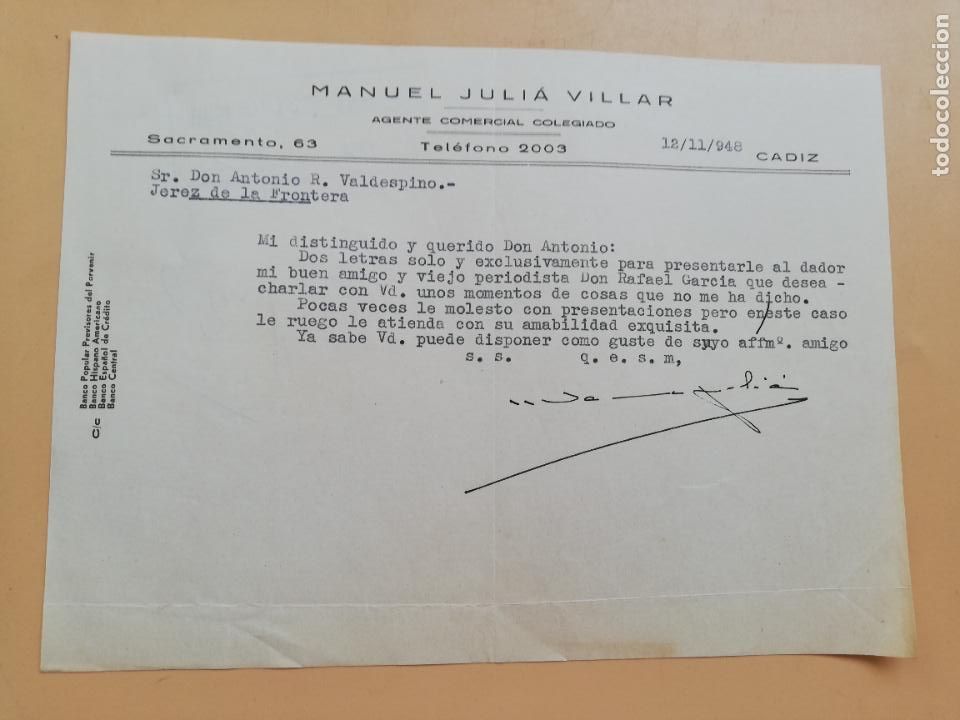 MANUEL JULIÁ VILLAR
AGENTE COMERCIAL COLEGIADO
Sacramento, 63 Teléfono 2003 12/11/948 CADIZ
Sr. Don Antonio R. Valdespino.-
Jerez de la Frontera
Mi distinguido y querido Don Antonio:
Dos letras solo y exclusivamente para presentarle al dador
mi buen amigo y viejo periodista Don Rafael Garcia que desea -
charlar con Vd. unos momentos de cosas que no me ha dicho.
Pocas veces le molesto con presentaciones pero en/este caso
le ruego le atienda con su amabilidad exquisita.
Ya sabe Vd. puede disponer como guste de suyo affmº. amigo
s. s. q. e. s. m,
C/c Banco Popular Previsores del Porvenir
Banco Hispano Americano
Banco Español de Crédito
Banco Central
todocoleccion